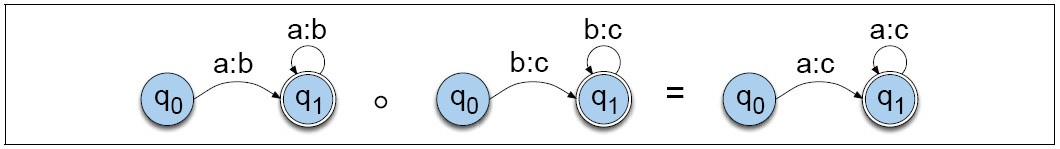 a:b b:c a:c
a:b b:c a:c
q0 q1 ∘ q0 q1 = q0 q1